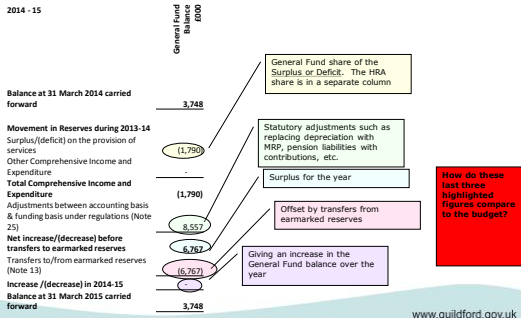 2014 - 15
General Fund
Balance
£000
Balance at 31 March 2014 carried
forward
3,748
Movement in Reserves during 2013-14
Surplus/(deficit) on the provision of
services
(1,790)
Other Comprehensive Income and
Expenditure
-
Total Comprehensive Income and
Expenditure
(1,790)
Adjustments between accounting basis
& funding basis under regulations (Note
25)
8,557
Net increase/(decrease) before
transfers to earmarked reserves
6,767
Transfers to/from earmarked reserves
(Note 13)
(6,767)
Increase /(decrease) in 2014-15
-
Balance at 31 March 2015 carried
forward
3,748
General Fund share of the
Surplus or Deficit. The HRA
share is in a separate column
Statutory adjustments such as
replacing depreciation with
MRP, pension liabilities with
contributions, etc.
Surplus for the year
Offset by transfers from
earmarked reserves
Giving an increase in the
General Fund balance over the
year
How do these
last three
highlighted
figures compare
to the budget?
www.guildford.gov.uk